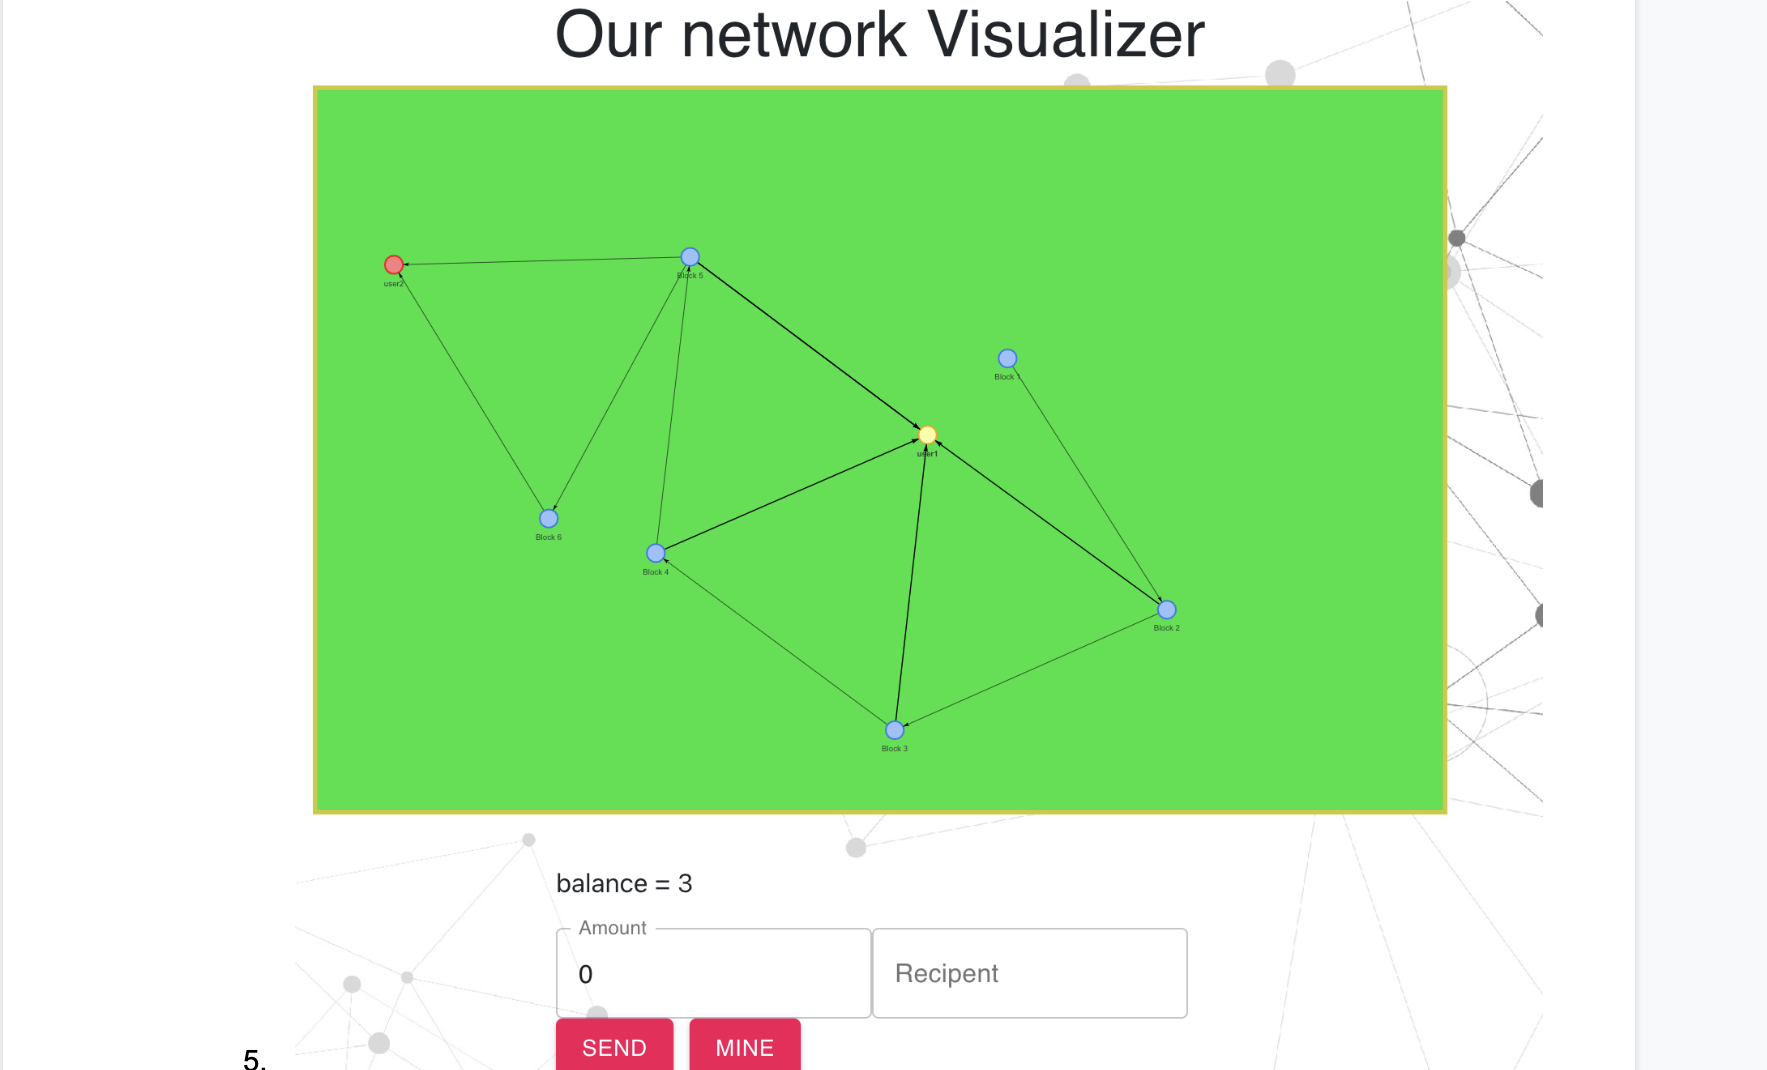 Our network Visualizer
user2
Block 5
Block 1
user1
Block 6
Block 4
Block 2
Block 3
balance = 3
Amount
0
Recipent
SEND
MINE
5.